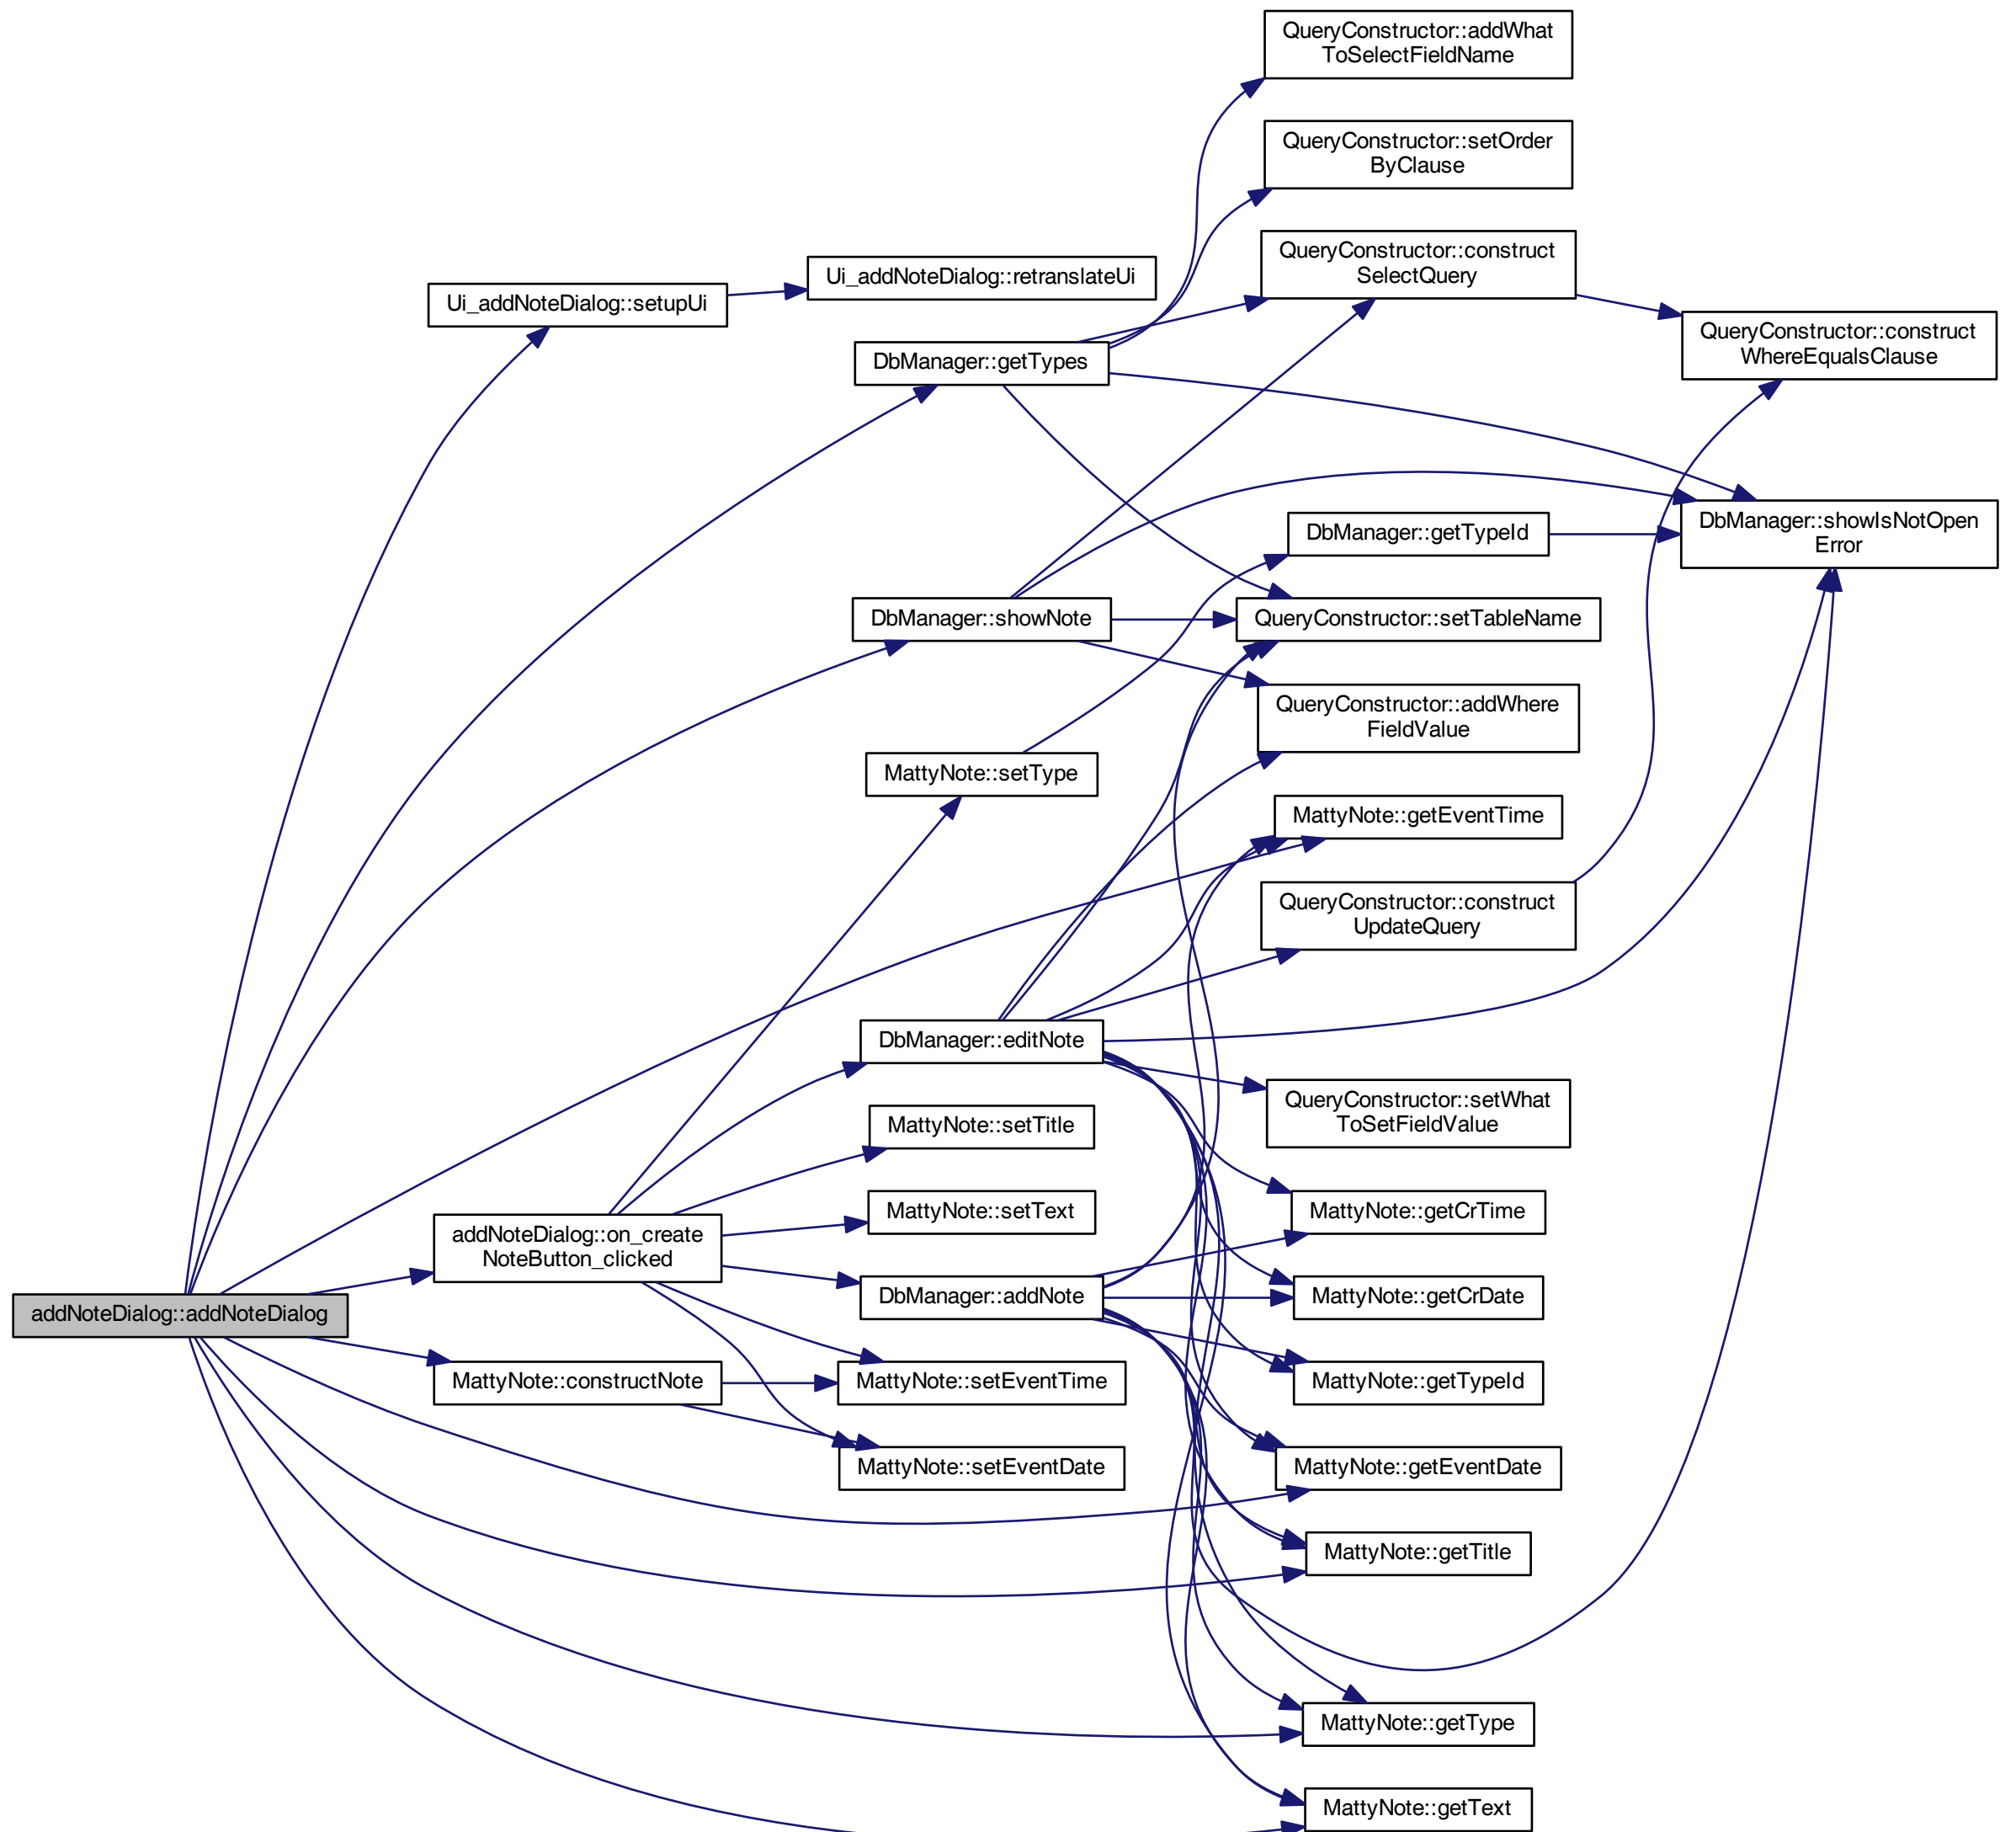 QueryConstructor::addWhat
ToSelectFieldName
QueryConstructor::setOrder
ByClause
QueryConstructor::construct
SelectQuery
Ui_addNoteDialog::retranslateUi
Ui_addNoteDialog::setupUi
QueryConstructor::construct
WhereEqualsClause
DbManager::getTypes
DbManager::showIsNotOpen
Error
DbManager::getTypeId
DbManager::showNote
QueryConstructor::setTableName
QueryConstructor::addWhere
FieldValue
MattyNote::setType
MattyNote::getEventTime
QueryConstructor::construct
UpdateQuery
DbManager::editNote
QueryConstructor::setWhat
ToSetFieldValue
MattyNote::setTitle
MattyNote::setText
MattyNote::getCrTime
addNoteDialog::on_create
NoteButton_clicked
DbManager::addNote
MattyNote::getCrDate
addNoteDialog::addNoteDialog
MattyNote::constructNote
MattyNote::setEventTime
MattyNote::getTypeId
MattyNote::setEventDate
MattyNote::getEventDate
MattyNote::getTitle
MattyNote::getType
MattyNote::getText